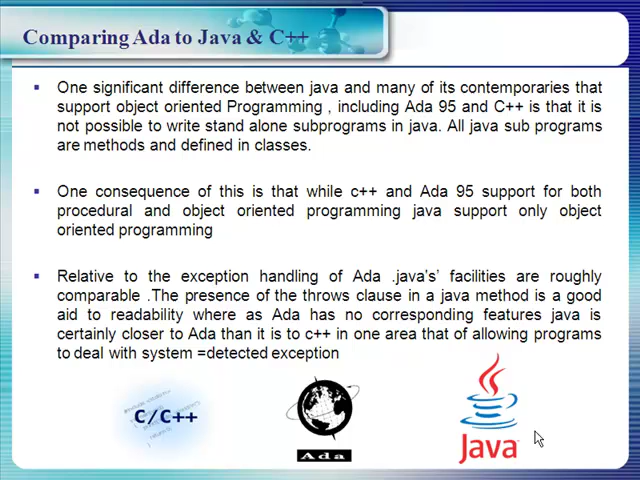 Comparing Ada to Java & C++
One significant difference between java and many of its contemporaries that
support object oriented Programming , including Ada 95 and C++ is that it is
not possible to write stand alone subprograms in java. All java sub programs
are methods and defined in classes.
One consequence of this is that while c++ and Ada 95 support for both
procedural and object oriented programming java support only object
oriented programming
Relative to the exception handling of Ada .java's' facilities are roughly
comparable .The presence of the throws clause in a java method is a good
aid to readability where as Ada has no corresponding features java is
certainly closer to Ada than it is to c++ in one area that of allowing programs
to deal with system =detected exception
C/C++
Ada
Java